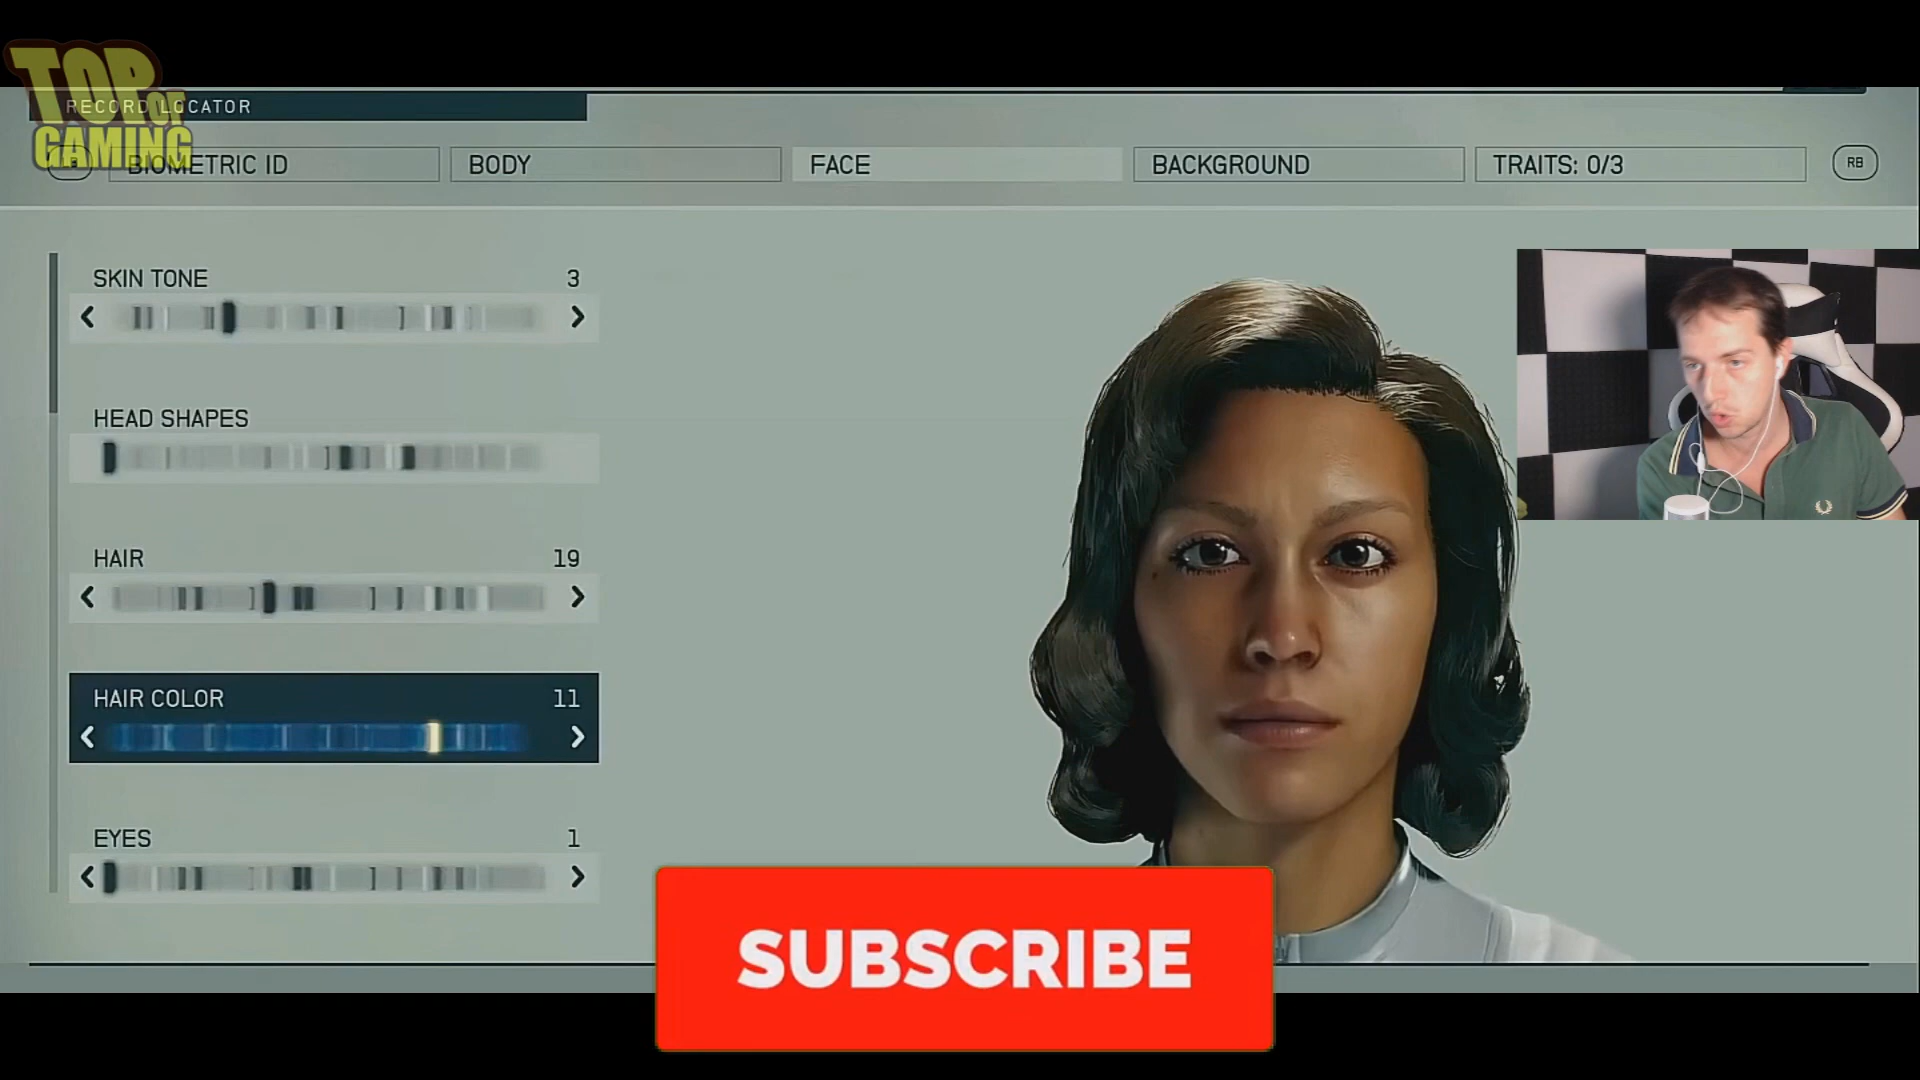 TOP OF
GAMING
RECORD LOCATOR
BIOMETRIC ID
BODY
FACE
BACKGROUND
TRAITS: 0/3
RB
SKIN TONE 3
HEAD SHAPES
HAIR 19
HAIR COLOR 11
EYES 1
SUBSCRIBE